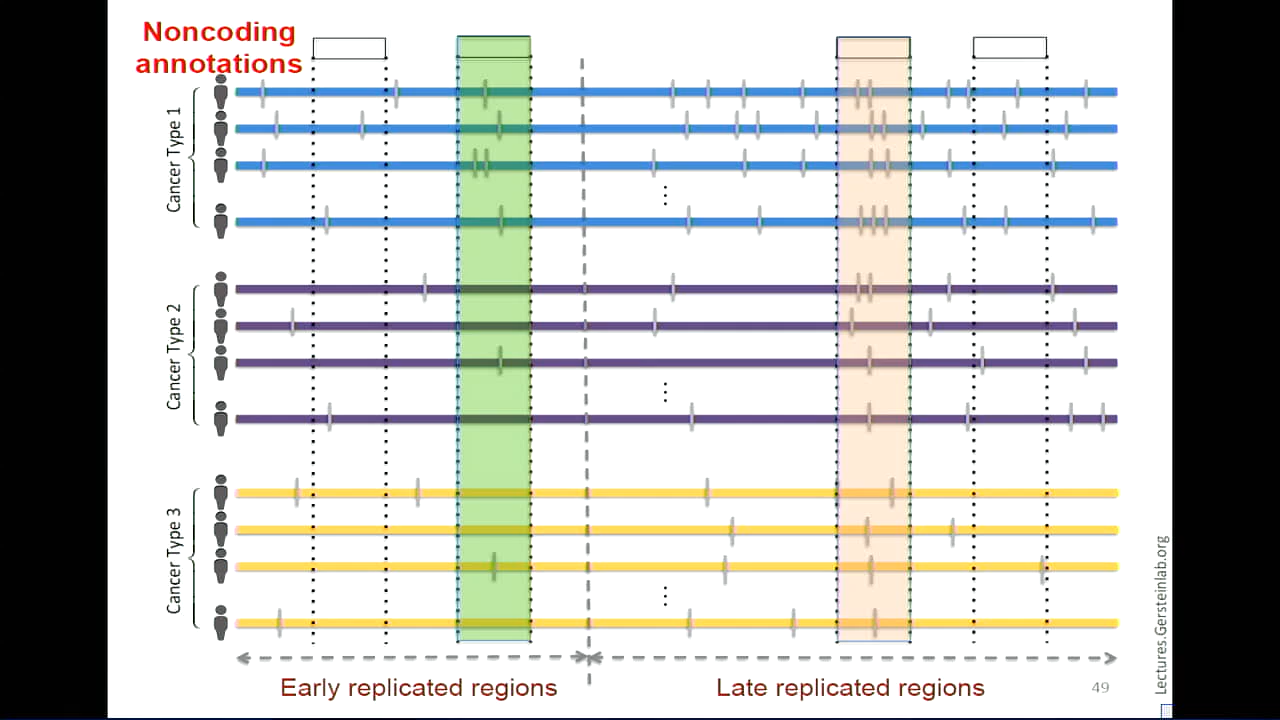 Noncoding
annotations
Cancer Type 1
Cancer Type 2
Cancer Type 3
Early replicated regions
Late replicated regions
49
Lectures.Gersteinlab.org